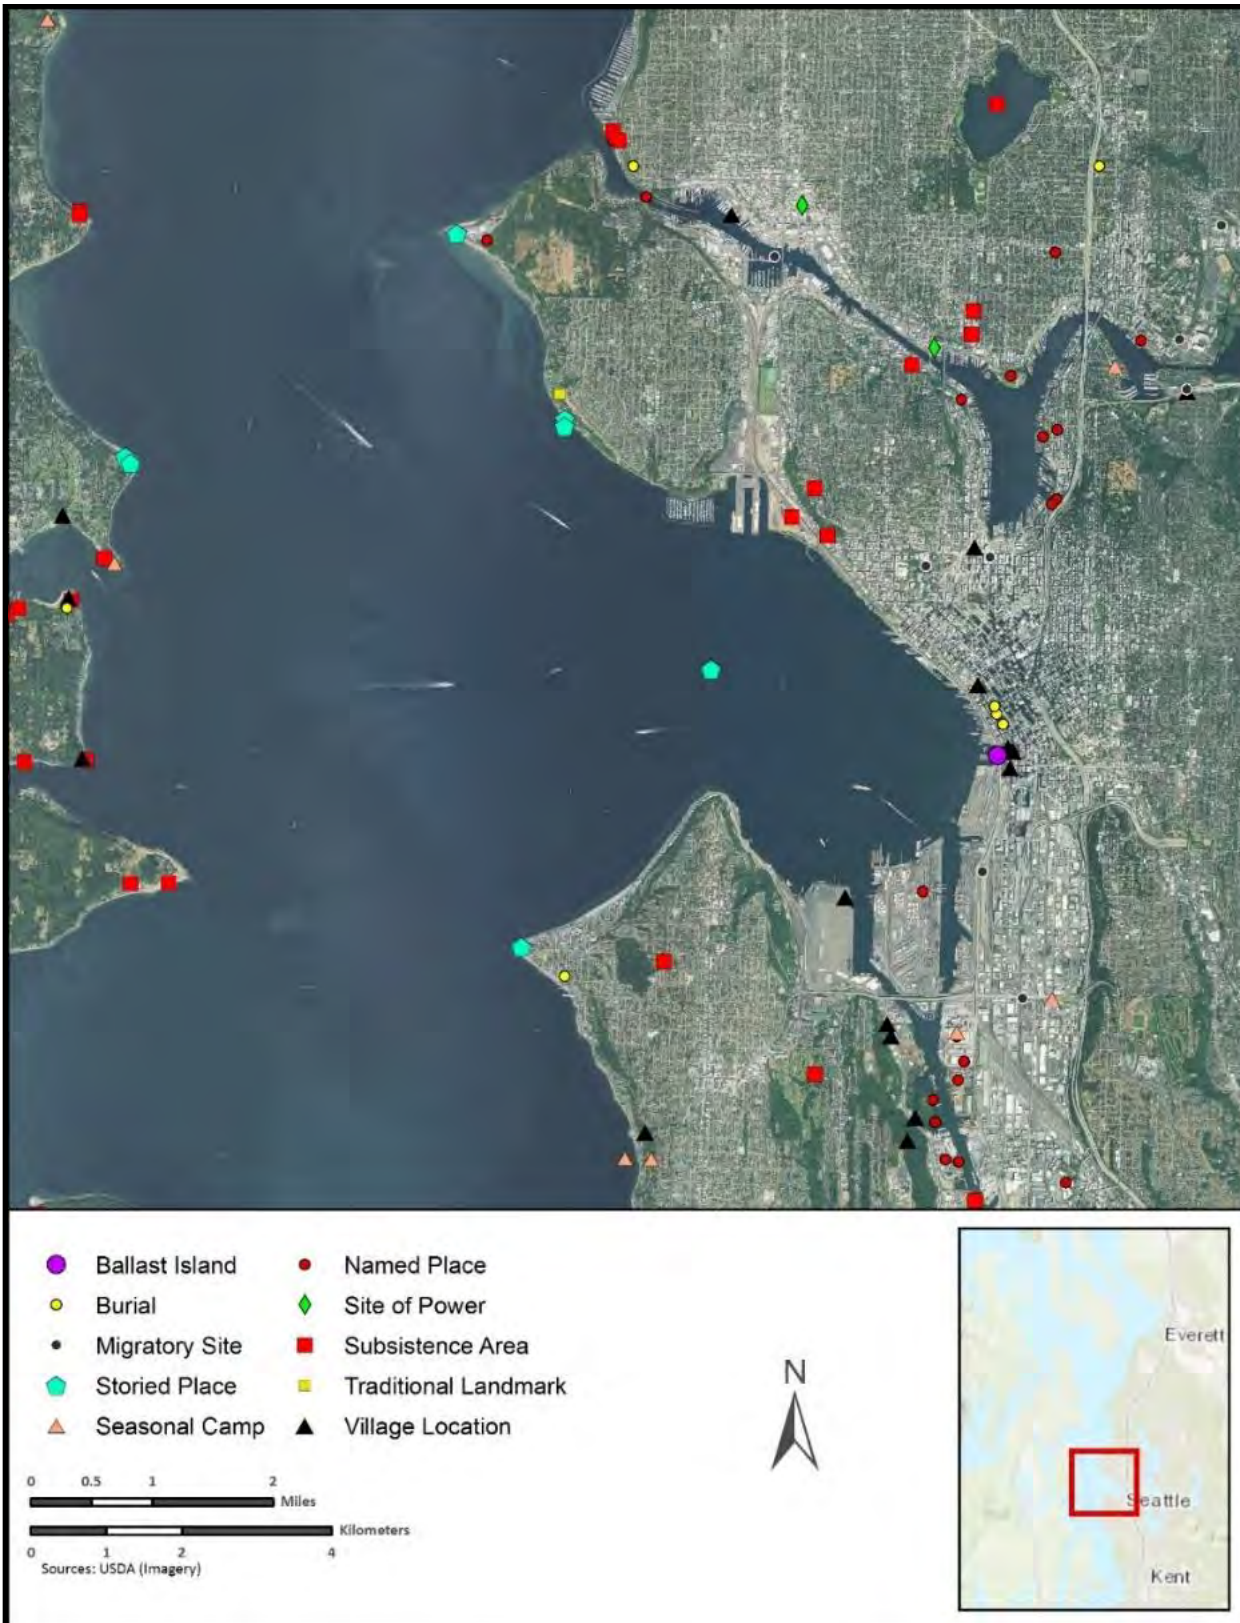 Ballast Island
Named Place
Burial
Site of Power
Migratory Site
Subsistence Area
Storied Place
Traditional Landmark
Seasonal Camp
Village Location
N
0 0.5 1 2
Miles
Kilometers
0 1 2 4
Sources: USDA (Imagery)
Everett
Seattle
Kent